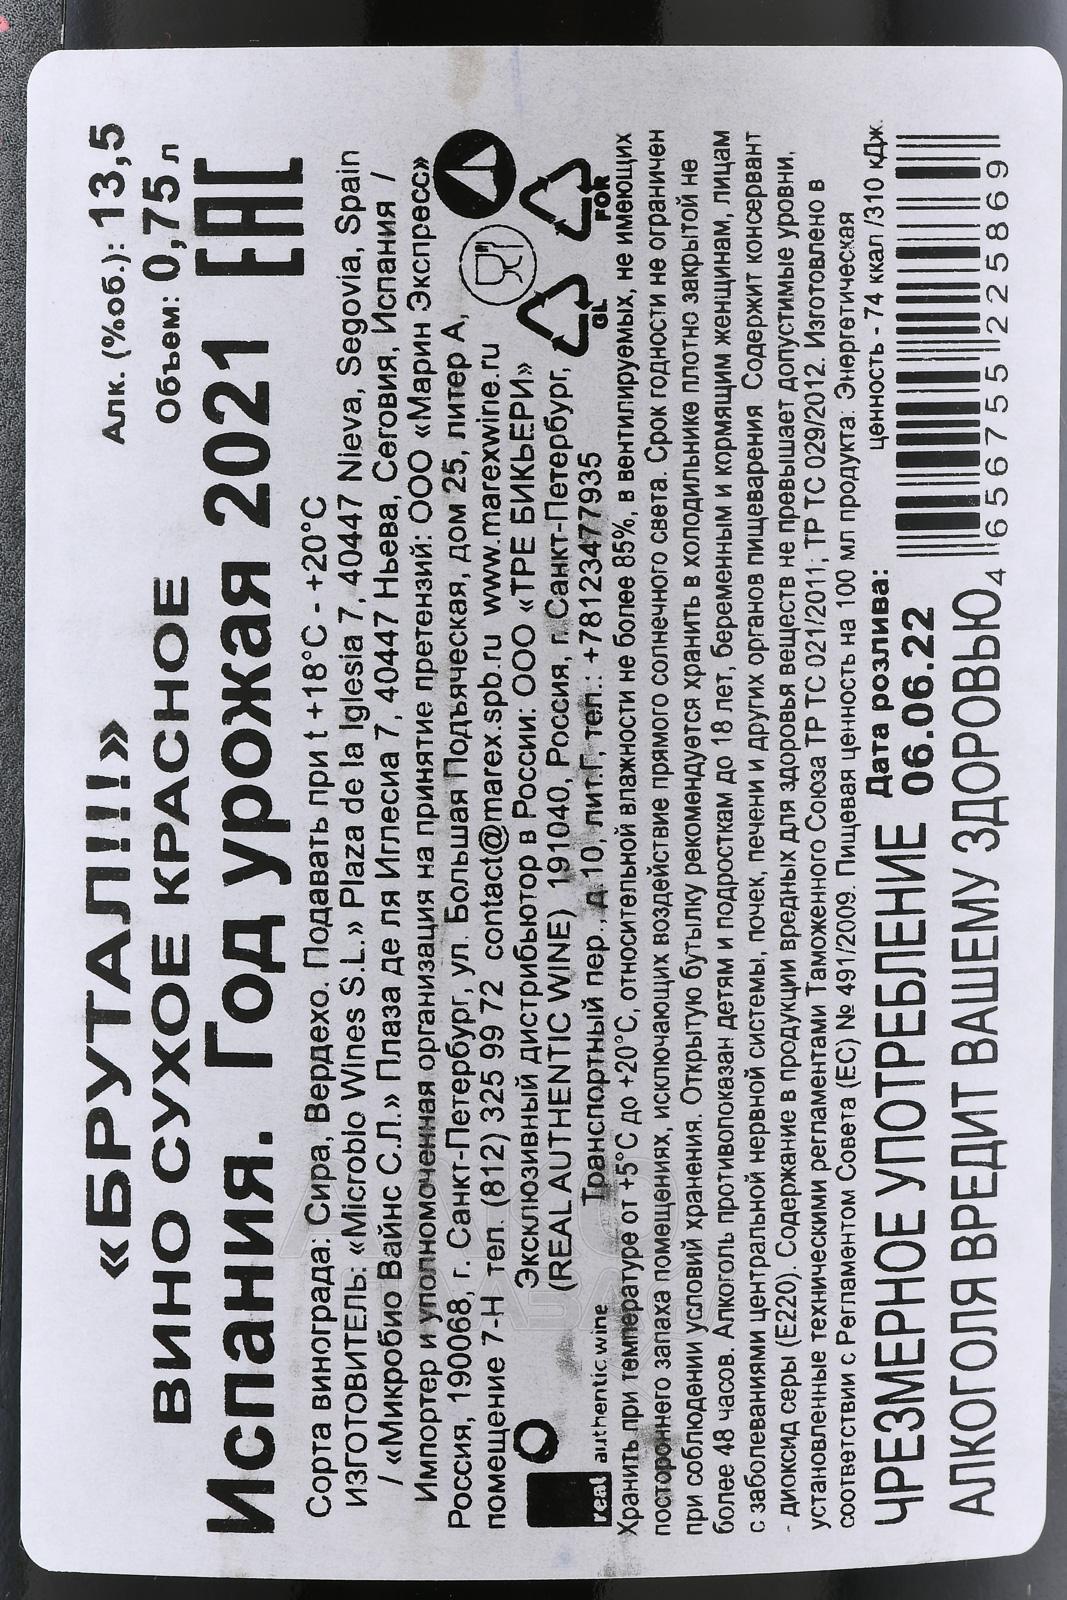 «БРУТАЛ!!!»
Алк. (%об.): 13,5
ВИНО СУХОЕ КРАСНОЕ
Объем: 0,75 л
Испания. Год урожая 2021
EAC
Сорта винограда: Сира, Вердехо. Подавать при t +18°C - +20°C
ИЗГОТОВИТЕЛЬ: «Microbio Wines S.L.» Plaza de la Iglesia 7, 40447 Nieva, Segovia, Spain
/ «Микробио Вайнс С.Л.» Плаза де ля Иглесиа 7, 40447 Ньева, Сеговия, Испания /
Импортер и уполномоченная организация на принятие претензий: ООО «Марин Экспресс»
Россия, 190068, г. Санкт-Петербург, ул. Большая Подъяческая, дом 25, литер А,
помещение 7-Н тел. (812) 325 99 72 contact@marex.spb.ru www.marexwine.ru
Эксклюзивный дистрибьютор в России: ООО «ТРЕ БИКЬЕРИ»
(REAL AUTHENTIC WINE) 191040, Россия, г. Санкт-Петербург,
Транспортный пер., д. 10, лит.Г, тел.: +78123477935
real authentic wine
GL
FOR
Хранить при температуре от +5°C до +20°C, относительной влажности не более 85%, в вентилируемых, не имеющих
постороннего запаха помещениях, исключающих воздействие прямого солнечного света. Срок годности не ограничен
при соблюдении условий хранения. Открытую бутылку рекомендуется хранить в холодильнике плотно закрытой не
более 48 часов. Алкоголь противопоказан детям и подросткам до 18 лет, беременным и кормящим женщинам, лицам
с заболеваниями центральной нервной системы, почек, печени и других органов пищеварения. Содержит консервант
- диоксид серы (E220). Содержание в продукции вредных для здоровья веществ не превышает допустимые уровни,
установленные техническими регламентами Таможенного Союза ТР ТС 021/2011; ТР ТС 029/2012. Изготовлено в
соответствии с Регламентом Совета (ЕС) № 491/2009. Пищевая ценность на 100 мл продукта: Энергетическая
ценность - 74 ккал /310 кДж.
ЧРЕЗМЕРНОЕ УПОТРЕБЛЕНИЕ
АЛКОГОЛЯ ВРЕДИТ ВАШЕМУ ЗДОРОВЬЮ
Дата розлива:
06.06.22
4 656755 225869